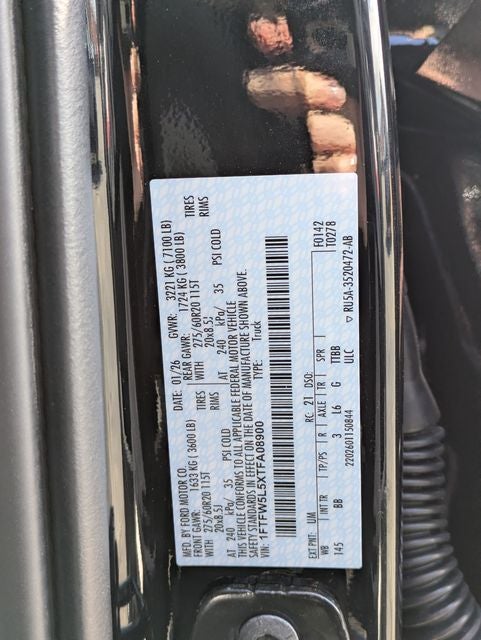 MFD. BY FORD MOTOR CO.
DATE: 01/26 GVWR: 3221 KG (7100 LB)
FRONT GAWR: 1633 KG (3600 LB) REAR GAWR: 1724 KG (3800 LB)
WITH 275/60R20 115T TIRES WITH 275/60R20 115T TIRES
20x8.5J RIMS 20x8.5J RIMS
AT 240 kPa/ 35 PSI COLD AT 240 kPa/ 35 PSI COLD
THIS VEHICLE CONFORMS TO ALL APPLICABLE FEDERAL MOTOR VEHICLE
SAFETY STANDARDS IN EFFECT ON THE DATE OF MANUFACTURE SHOWN ABOVE.
VIN: 1FTFW5L5XTFA08900 TYPE: Truck
F0142
T0278
EXT PNT: UM RC: 21 DSO:
WB INT TR TP/PS R AXLE TR SPR
145 BB 3 L6 G TTBB ULC
220260115O844 RU5A-3520472-AB